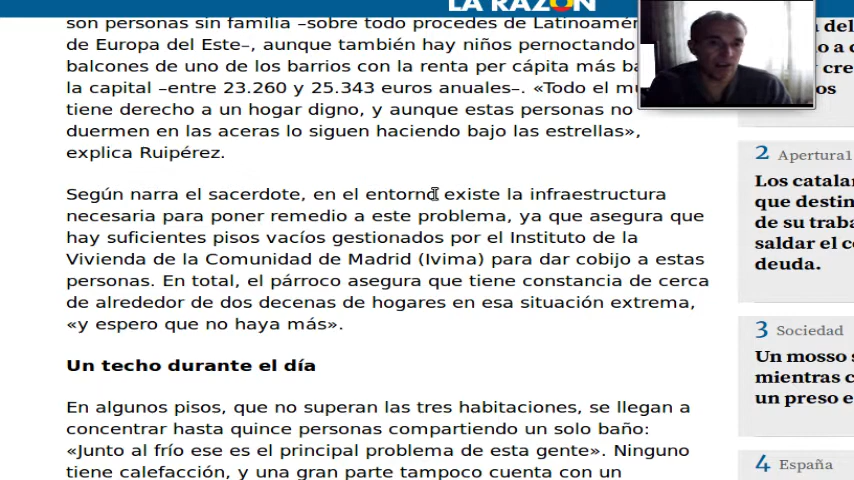 LA RAZÓN
son personas sin familia –sobre todo procedes de
de Europa del Este–, aunque también hay niños pernoctando
balcones de uno de los barrios con la renta per cápita más
la capital –entre 23.260 y 25.343 euros anuales–. «Todo el
tiene derecho a un hogar digno, y aunque estas personas no
duermen en las aceras lo siguen haciendo bajo las estrellas»,
explica Ruipérez.
Según narra el sacerdote, en el entorno existe la infraestructura
necesaria para poner remedio a este problema, ya que asegura que
hay suficientes pisos vacíos gestionados por el Instituto de la
Vivienda de la Comunidad de Madrid (Ivima) para dar cobijo a estas
personas. En total, el párroco asegura que tiene constancia de cerca
de alrededor de dos decenas de hogares en esa situación extrema,
«y espero que no haya más».
Un techo durante el día
En algunos pisos, que no superan las tres habitaciones, se llegan a
concentrar hasta quince personas compartiendo un solo baño:
«Junto al frío ese es el principal problema de esta gente». Ninguno
tiene calefacción, y una gran parte tampoco cuenta con un
2 Apertura1
Los
que
de su
saldar el
deuda.
3 Sociedad
Un mosso
mientras
un preso
4 España